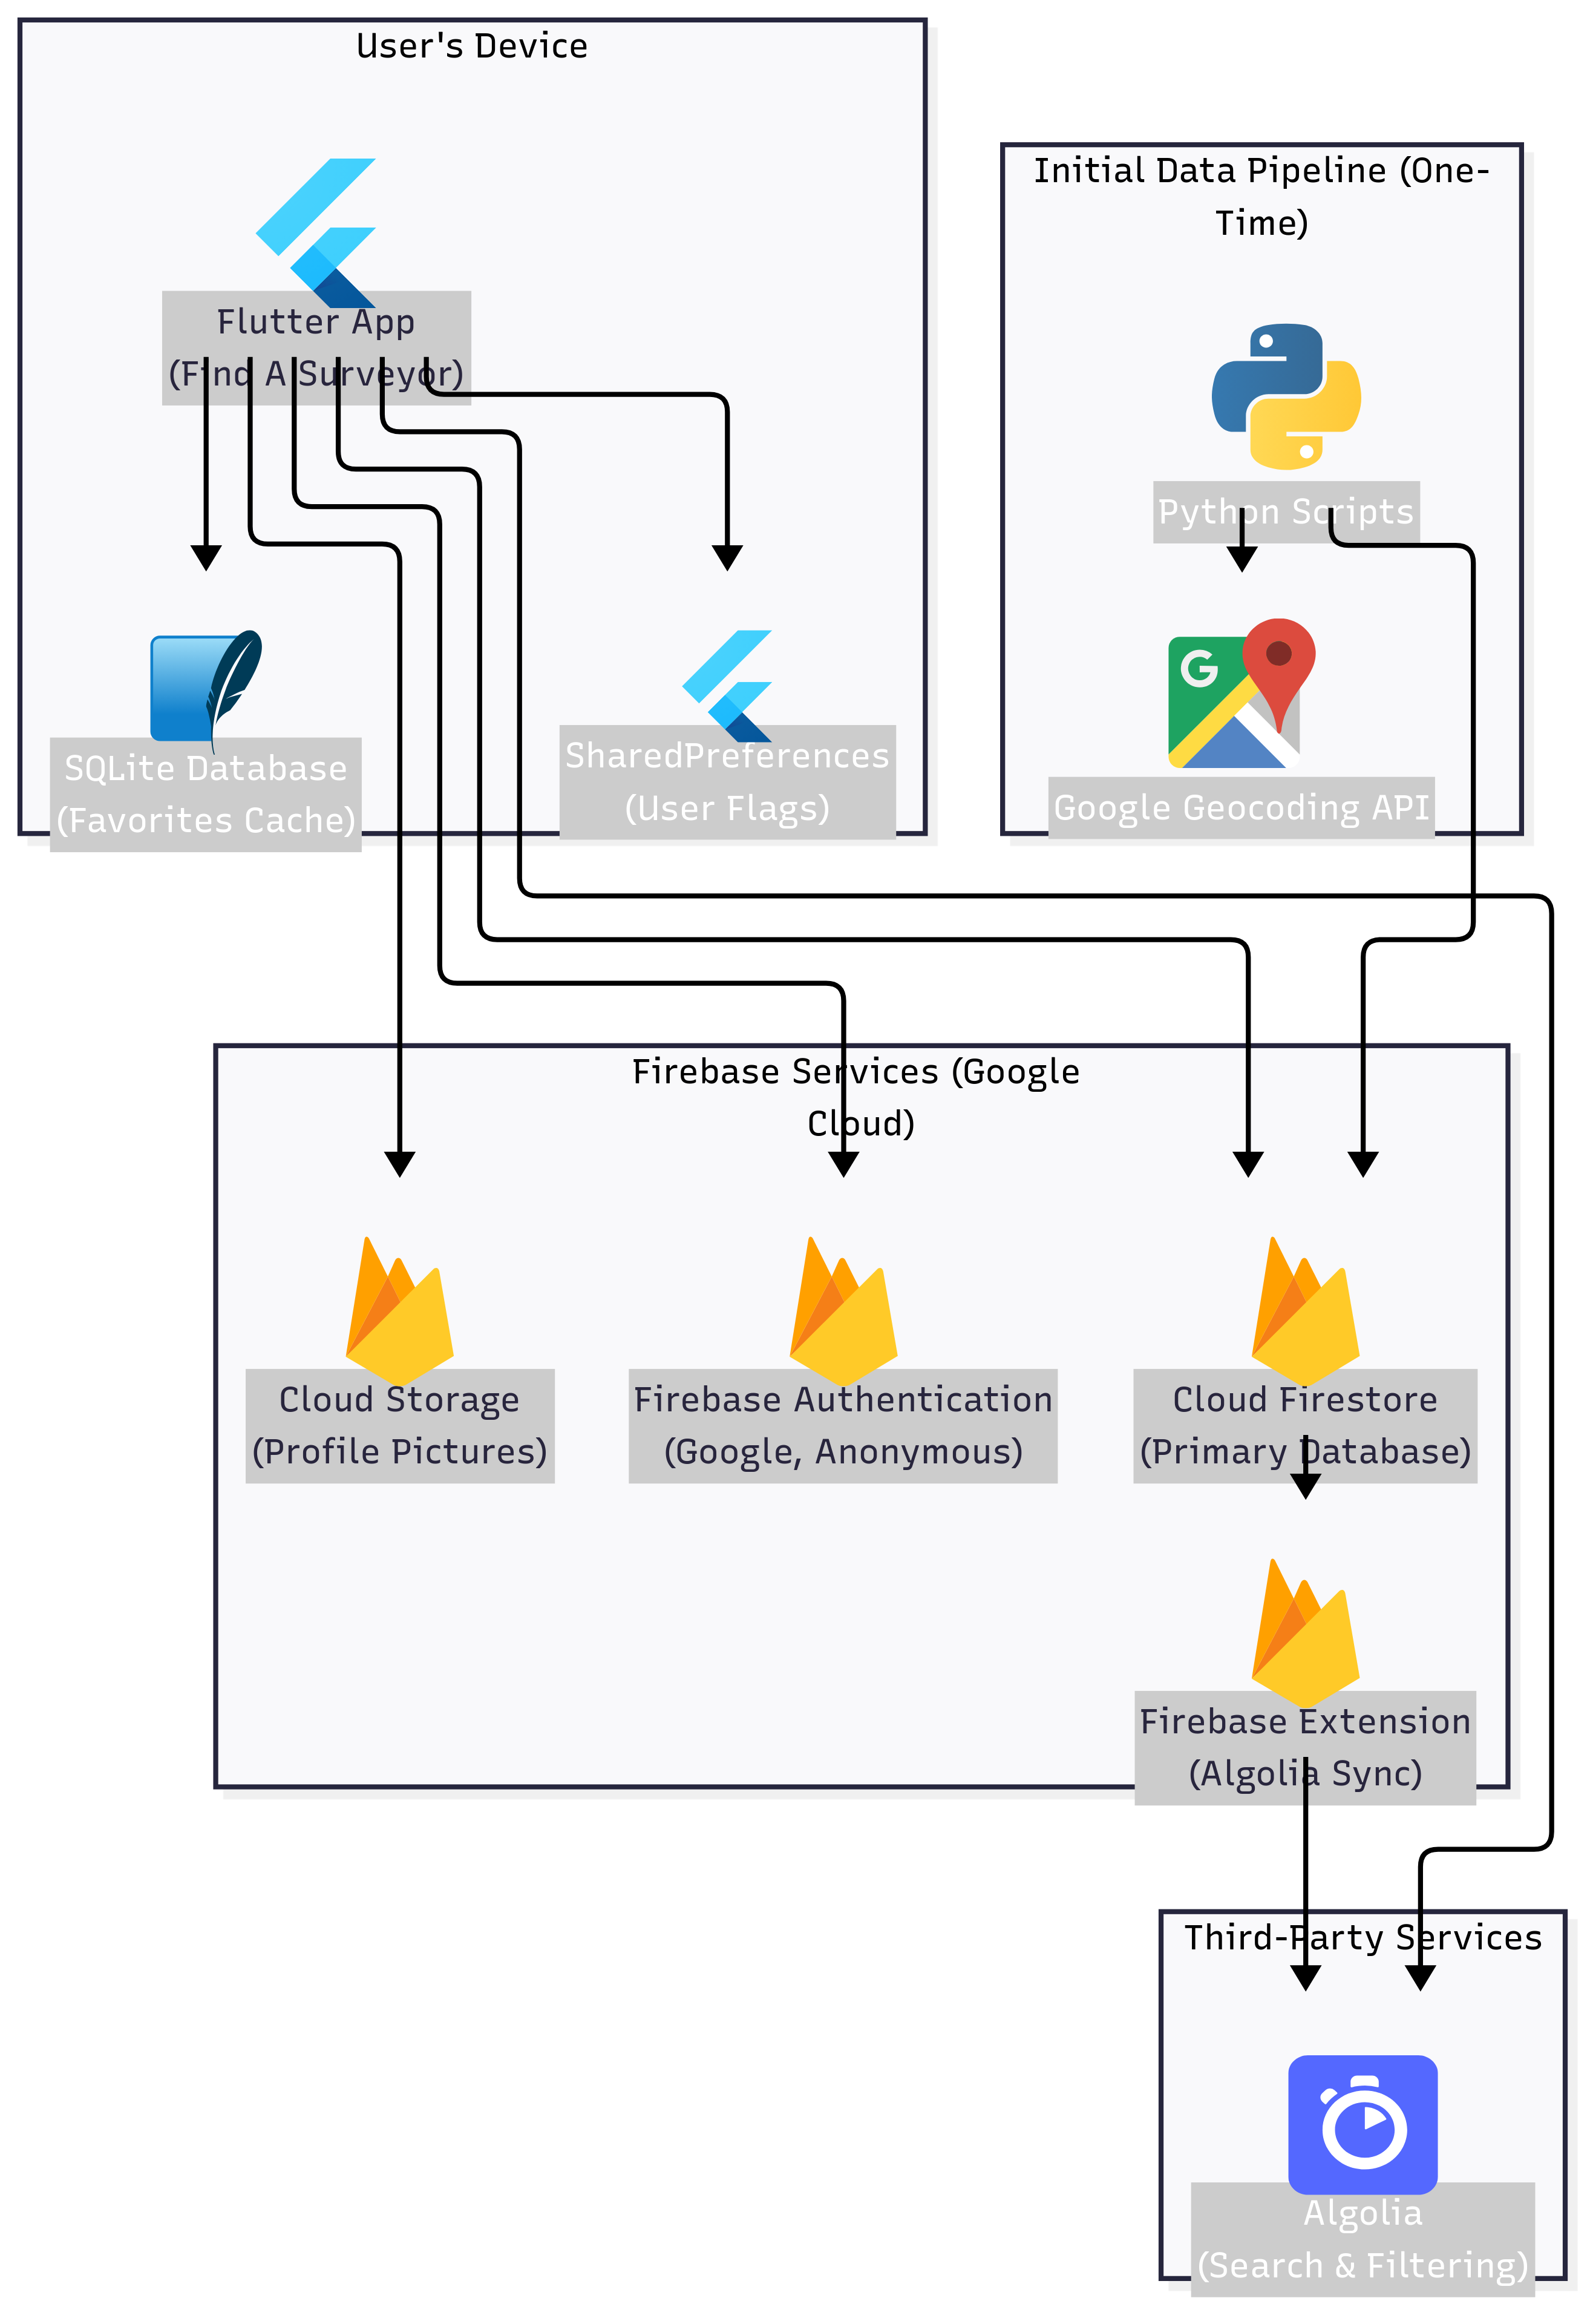 User's Device
Flutter App
(Find A Surveyor)
SQLite Database
(Favorites Cache)
SharedPreferences
(User Flags)
Initial Data Pipeline (One-
Time)
Python Scripts
G
Google Geocoding API
Firebase Services (Google
Cloud)
Cloud Storage
(Profile Pictures)
Firebase Authentication
(Google, Anonymous)
Cloud Firestore
(Primary Database)
Firebase Extension
(Algolia Sync)
Third-Party Services
Algolia
(Search & Filtering)